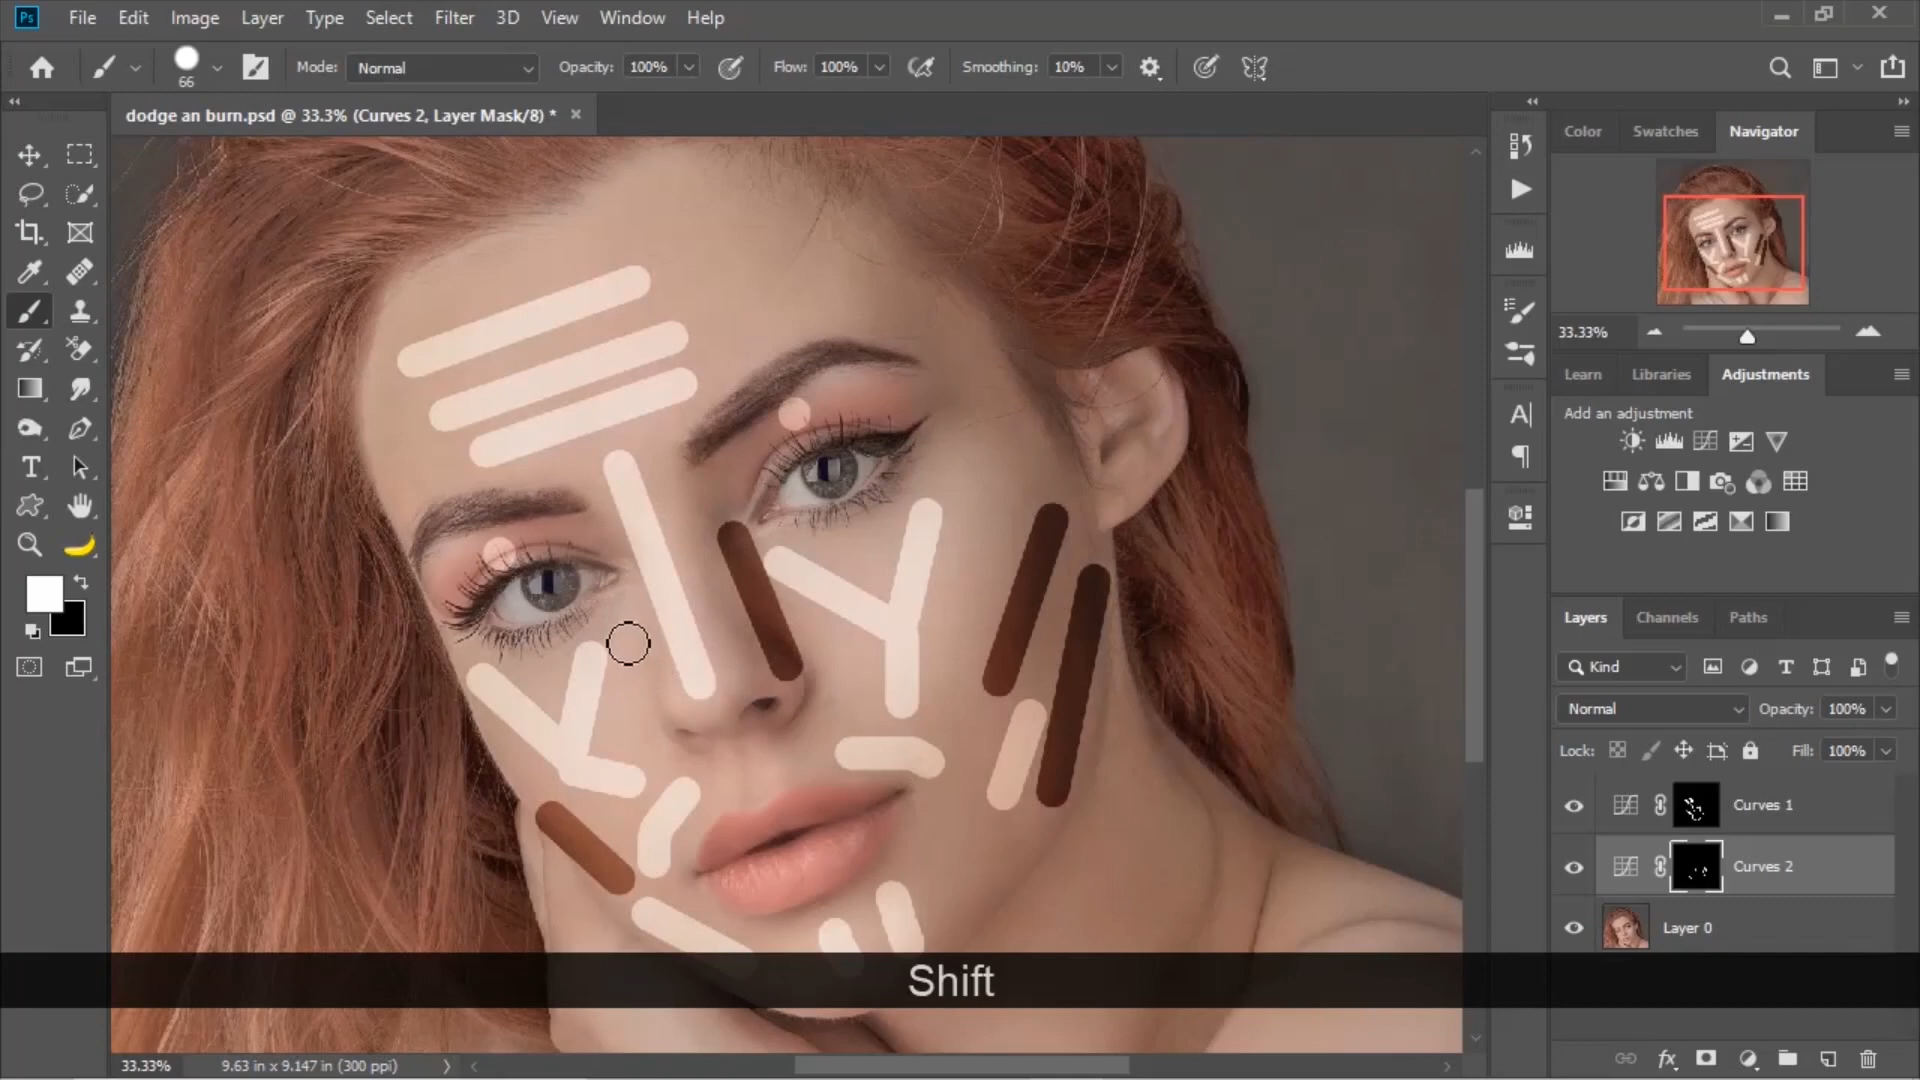 Ps File Edit Image Layer Type Select Filter 3D View Window Help
66 Mode: Normal Opacity: 100% Flow: 100% Smoothing: 10%
dodge an burn.psd @ 33.3% (Curves 2, Layer Mask/8) *
Color Swatches Navigator
33.33%
Learn Libraries Adjustments
Add an adjustment
Layers Channels Paths
Kind
Normal Opacity: 100%
Lock: Fill: 100%
Curves 1
Curves 2
Layer 0
Shift
33.33% 9.63 in x 9.147 in (300 ppi)